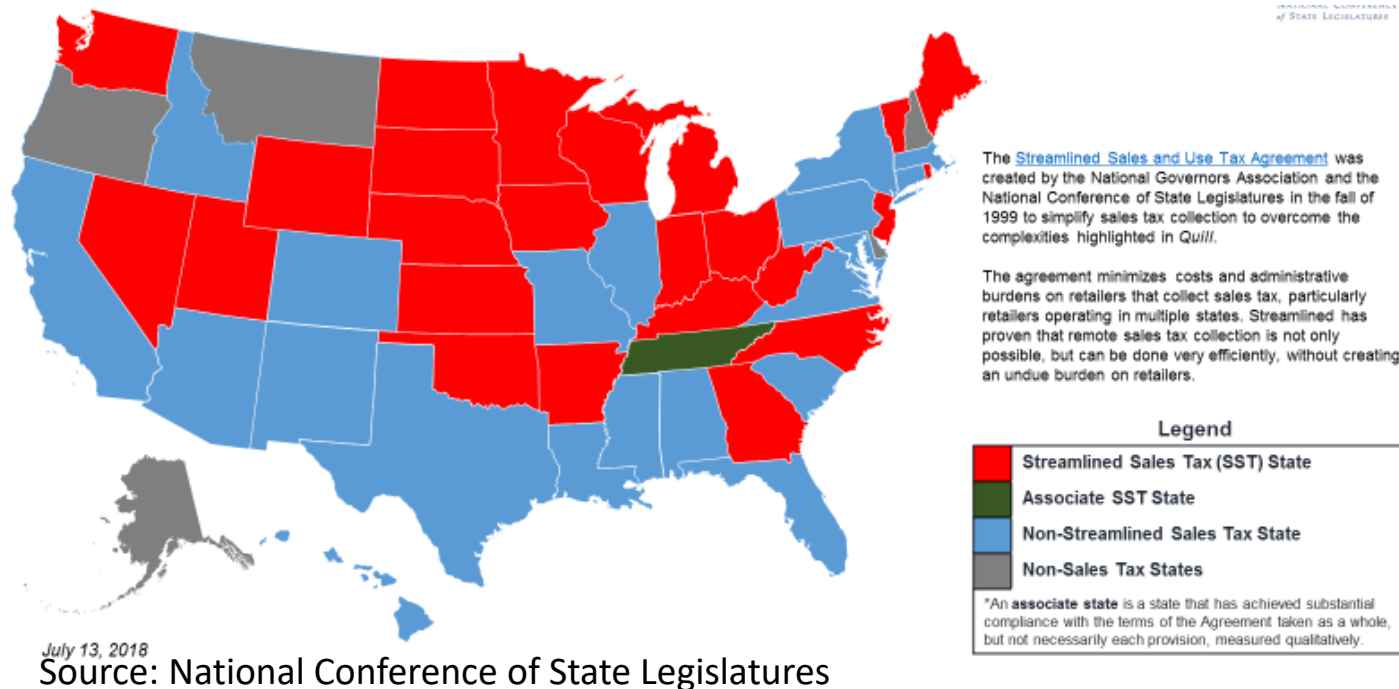 NATIONAL CONFERENCE
of STATE LEGISLATURES
The Streamlined Sales and Use Tax Agreement was
created by the National Governors Association and the
National Conference of State Legislatures in the fall of
1999 to simplify sales tax collection to overcome the
complexities highlighted in Quill.
The agreement minimizes costs and administrative
burdens on retailers that collect sales tax, particularly
retailers operating in multiple states. Streamlined has
proven that remote sales tax collection is not only
possible, but can be done very efficiently, without creating
an undue burden on retailers.
Legend
Streamlined Sales Tax (SST) State
Associate SST State
Non-Streamlined Sales Tax State
Non-Sales Tax States
*An associate state is a state that has achieved substantial
compliance with the terms of the Agreement taken as a whole,
but not necessarily each provision, measured qualitatively.
July 13, 2018
Source: National Conference of State Legislatures